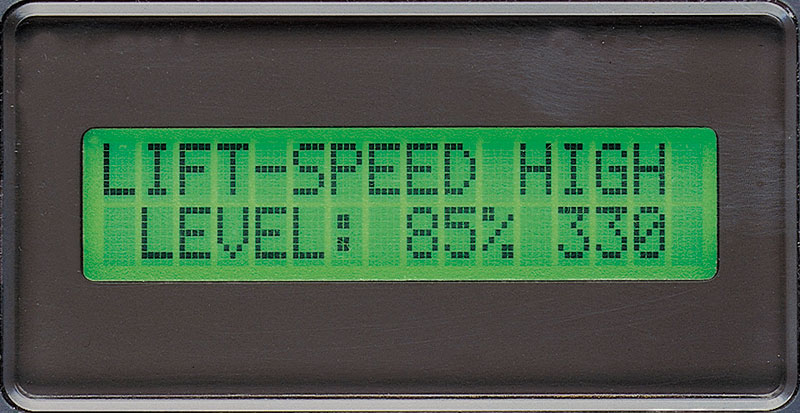 LIFT-SPEED HIGH
LEVEL: 85% 330